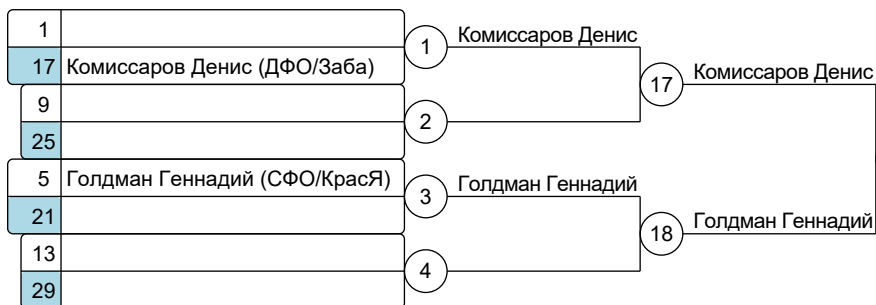 1
17 Комиссаров Денис (ДФО/Заба)
1
Комиссаров Денис
9
25
2
17
Комиссаров Денис
5 Голдман Геннадий (СФО/КрасЯ)
21
3
Голдман Геннадий
13
29
4
18
Голдман Геннадий